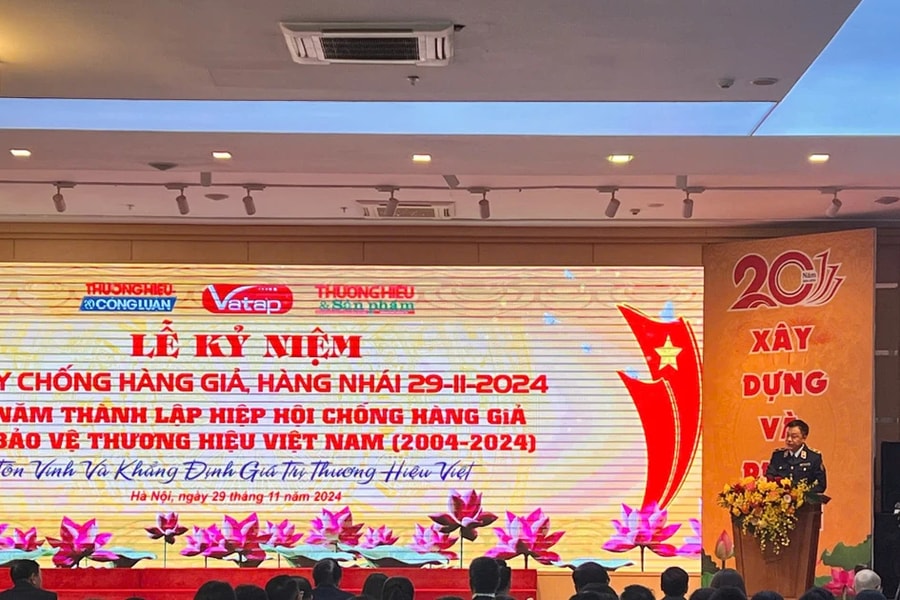 THƯƠNG HIỆU
20 CÔNG LUẬN
Vatap
THƯƠNG HIỆU
& Sản phẩm
LỄ KỶ NIỆM
Y CHỐNG HÀNG GIẢ, HÀNG NHÁI 29-11-2024
NĂM THÀNH LẬP HIỆP HỘI CHỐNG HÀNG GIẢ
BẢO VỆ THƯƠNG HIỆU VIỆT NAM (2004-2024)
Tôn Vinh Và Khẳng Định Giá Trị Thương Hiệu Việt
Hà Nội, ngày 29 tháng 11 năm 2024
20 Năm
XÂY
DỰNG
VÀ